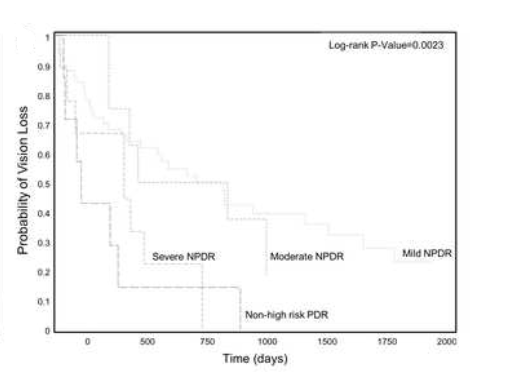 Log-rank P-Value=0.0023
Probability of Vision Loss
1
0.9
0.8
0.7
0.6
0.5
0.4
0.3
0.2
0.1
0
Severe NPDR
Moderate NPDR
Mild NPDR
Non-high risk PDR
0 500 750 1000 1500 1750 2000
Time (days)